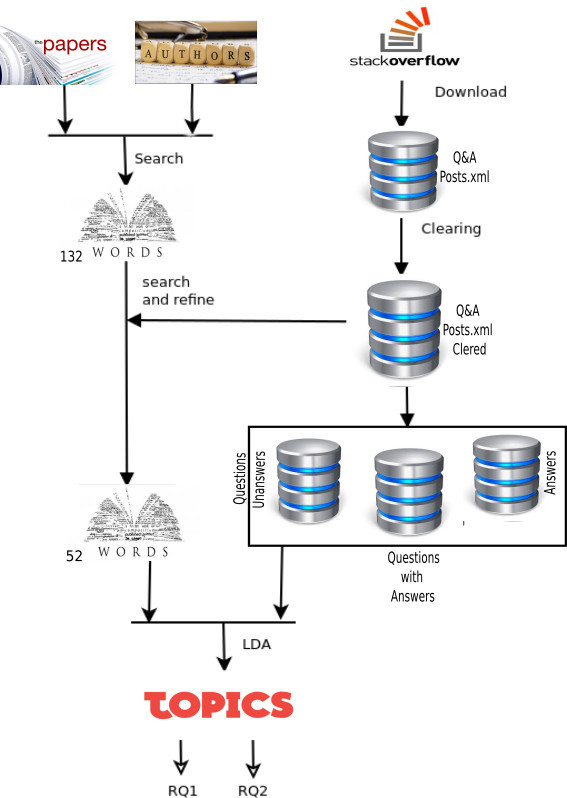 the papers
AUTHORS
stackoverflow
Download
Search
Q&A
Posts.xml
132 WORDS
Clearing
search
and refine
Q&A
Posts.xml
Clered
Questions
Unanswers
Answers
52 WORDS
Questions
with
Answers
LDA
TOPICS
RQ1 RQ2